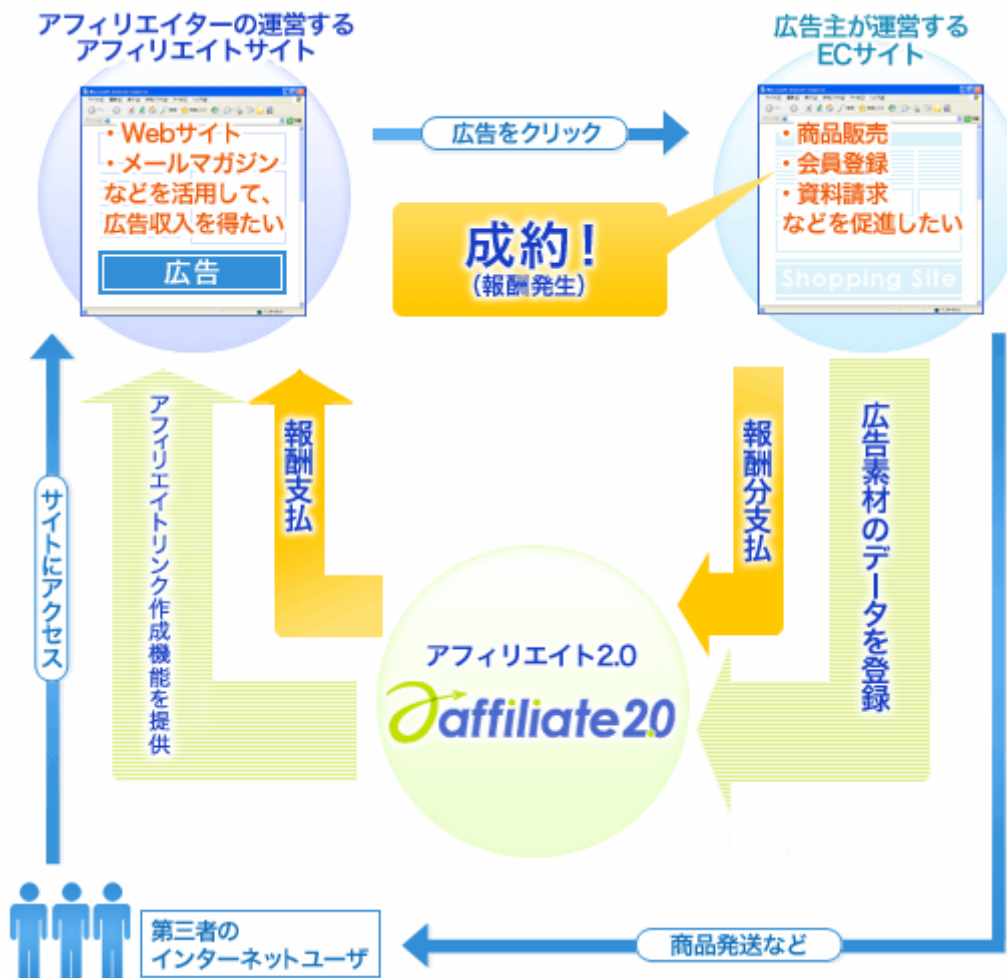 アフィリエイターの運営する
アフィリエイトサイト
広告主が運営する
ECサイト
・Webサイト
・メールマガジン
などを活用して、
広告収入を得たい
広告
広告をクリック
・商品販売
・会員登録
・資料請求
などを促進したい
Shopping Site
成約！
（報酬発生）
サイトにアクセス
アフィリエイトリンク作成機能を提供
報酬支払
報酬分支払
広告素材のデータを登録
アフィリエイト2.0
affiliate2.0
第三者の
インターネットユーザ
商品発送など